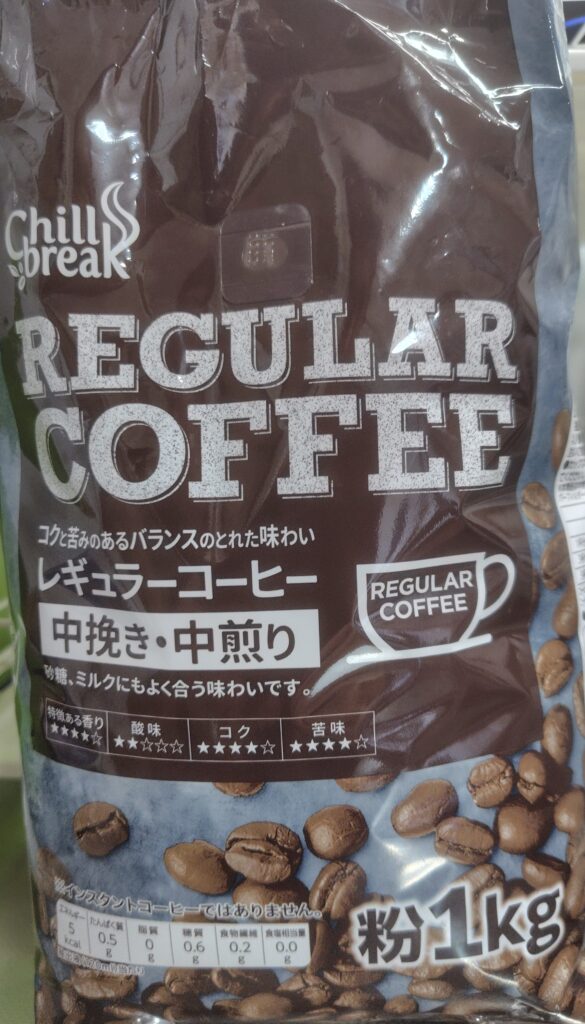 Chill
break
REGULAR
COFFEE
コクと苦みのあるバランスのとれた味わい
レギュラーコーヒー
REGULAR
COFFEE
中挽き・中煎り
砂糖、ミルクにもよく合う味わいです。
特徴ある香り 酸味 コク 苦味
★★★★☆ ★★☆☆☆ ★★★★☆ ★★★★☆
※インスタントコーヒーではありません。
エネルギー たんぱく質 脂質 糖質 食物繊維 食塩相当量
5 kcal 0.5 g 0 g 0.6 g 0.2 g 0.0 g
粉1kg